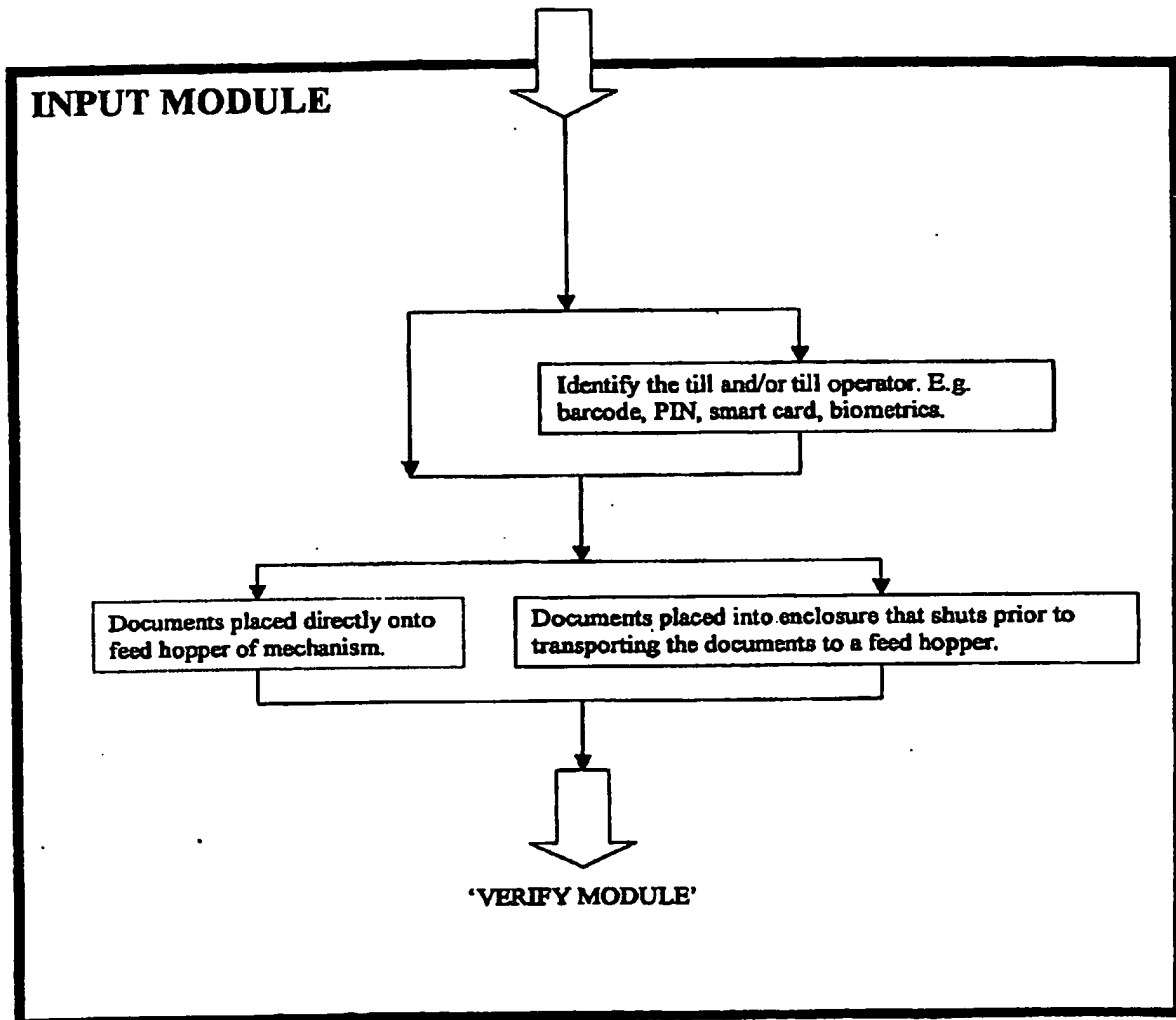 INPUT MODULE
Identify the till and/or till operator. E.g.
barcode, PIN, smart card, biometrics.
Documents placed directly onto
feed hopper of mechanism.
Documents placed into enclosure that shuts prior to
transporting the documents to a feed hopper.
‘VERIFY MODULE’